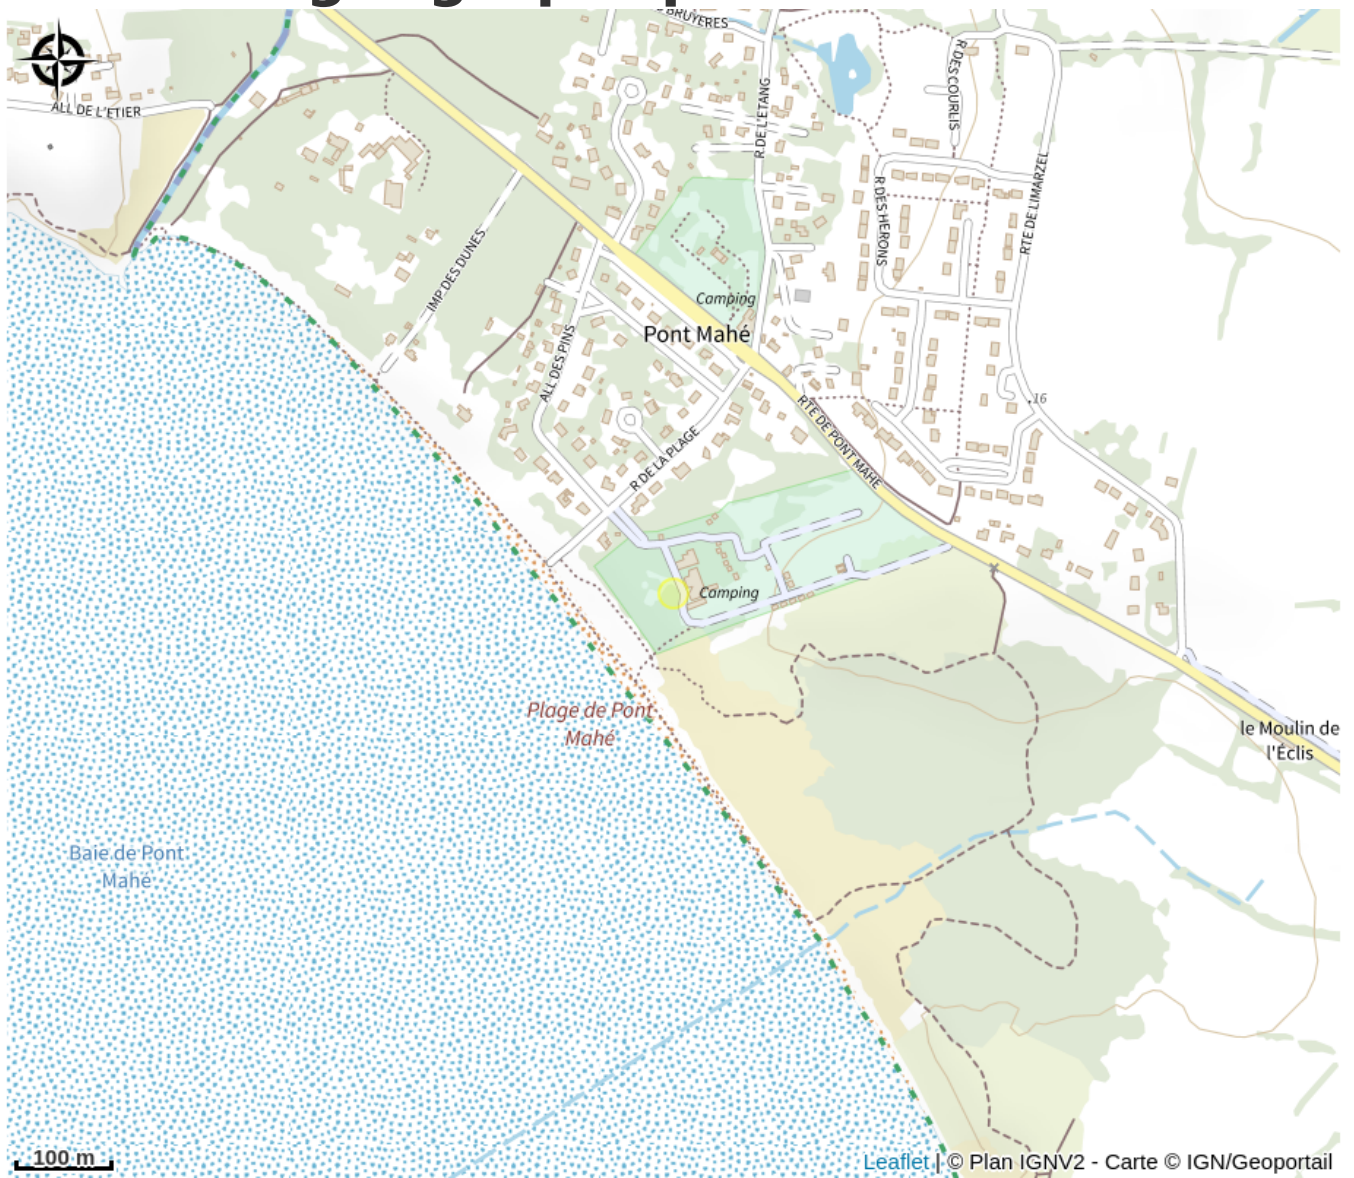 BRUYERES
ALL DE L'ETIER
R DE L'ETANG
R DES COURLIS
R DES HERONS
RTE DE LIMARZEL
IMP DES DUNES
Camping
Pont Mahé
ALL DES PINS
16
RTE DE PONT MAHE
R DE LA PLAGE
Camping
Plage de Pont
Mahé
le Moulin de
l'Éclis
Baie de Pont
Mahé
100 m
Leaflet | © Plan IGNV2 - Carte © IGN/Geoportail